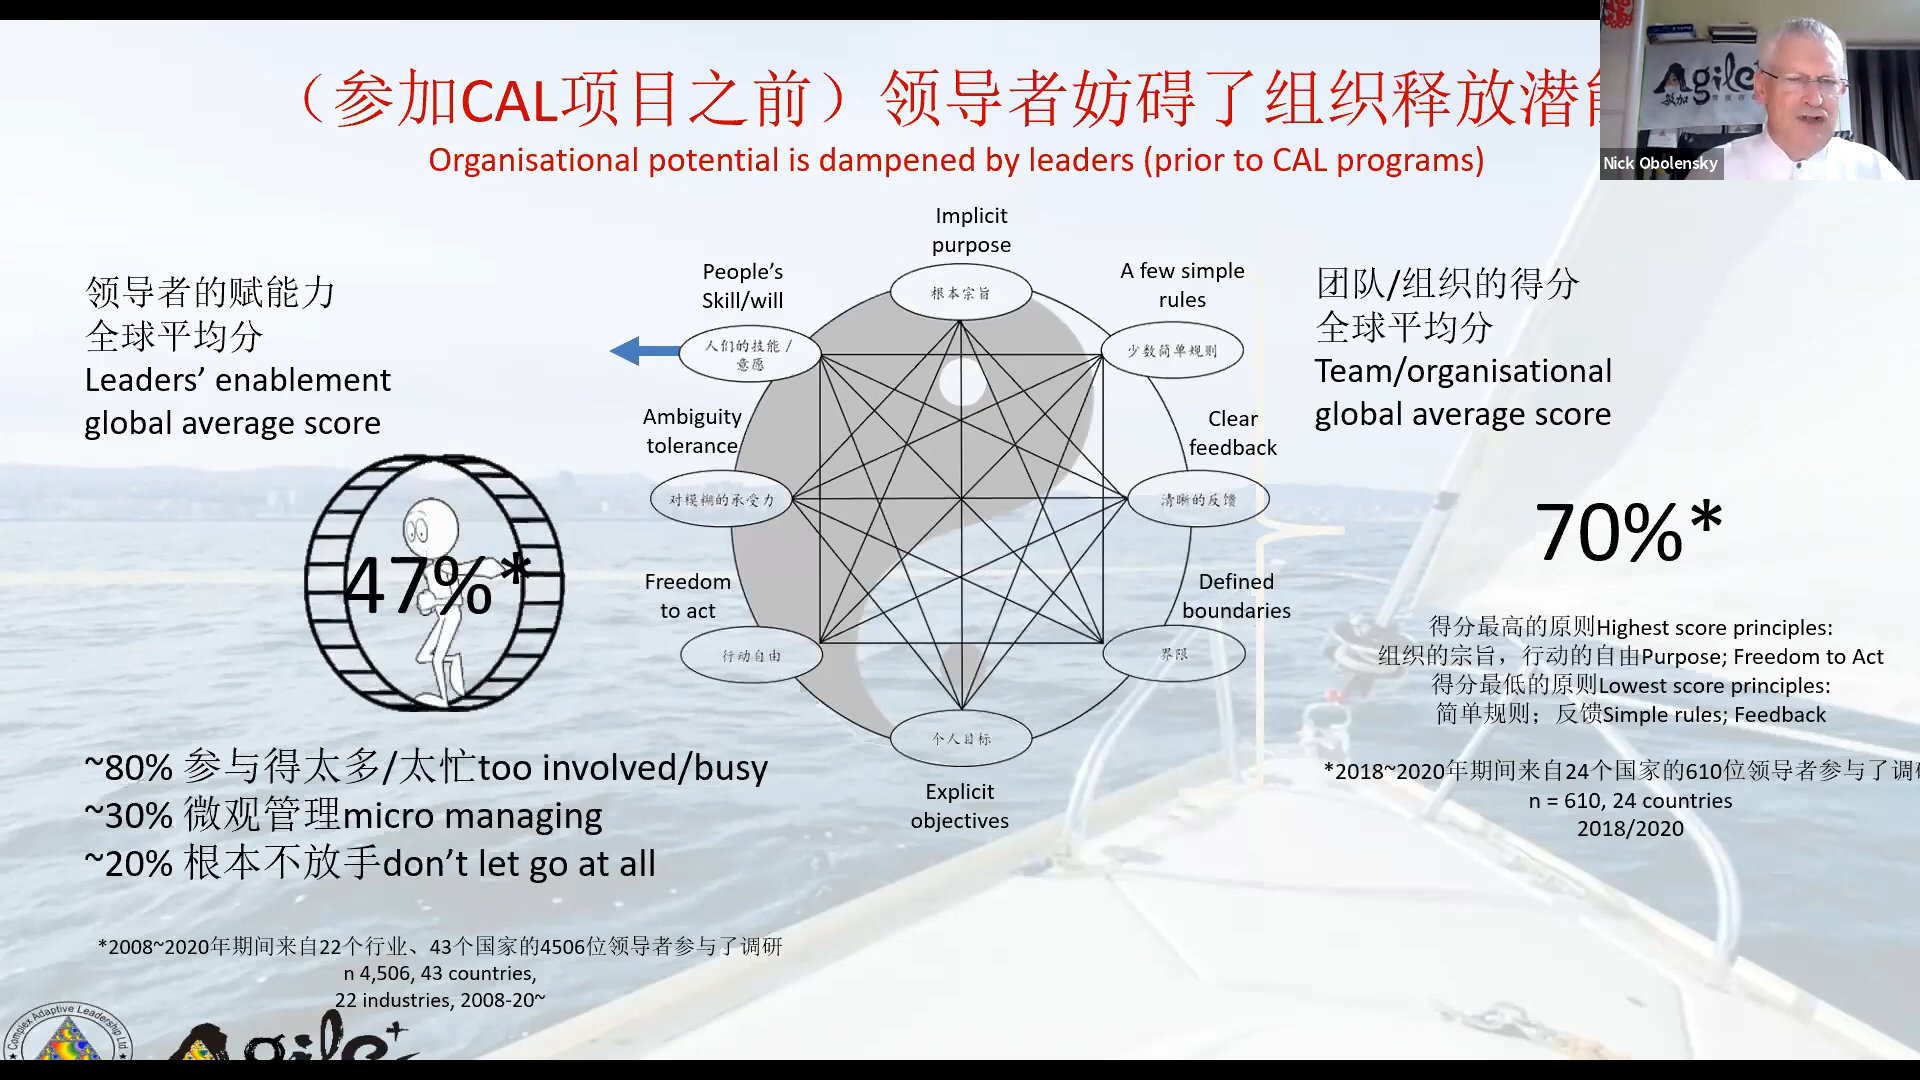 （参加CAL项目之前）领导者妨碍了组织释放潜
Organisational potential is dampened by leaders (prior to CAL programs)
Agile+
敏加
Nick Obolensky
领导者的赋能力
全球平均分
Leaders’ enablement
global average score
47%*
~80% 参与得太多/太忙too involved/busy
~30% 微观管理micro managing
~20% 根本不放手don’t let go at all
*2008~2020年期间来自22个行业、43个国家的4506位领导者参与了调研
n 4,506, 43 countries,
22 industries, 2008-20~
Implicit
purpose
根本宗旨
People’s
Skill/will
人们的技能 /
意愿
A few simple
rules
少数简单规则
Ambiguity
tolerance
对模糊的承受力
Clear
feedback
清晰的反馈
Freedom
to act
行动自由
Defined
boundaries
界限
个人目标
Explicit
objectives
团队/组织的得分
全球平均分
Team/organisational
global average score
70%*
得分最高的原则Highest score principles:
组织的宗旨，行动的自由Purpose; Freedom to Act
得分最低的原则Lowest score principles:
简单规则；反馈Simple rules; Feedback
*2018~2020年期间来自24个国家的610位领导者参与了调
n = 610, 24 countries
2018/2020
Complex Adaptive Leadership Ltd
Agile+